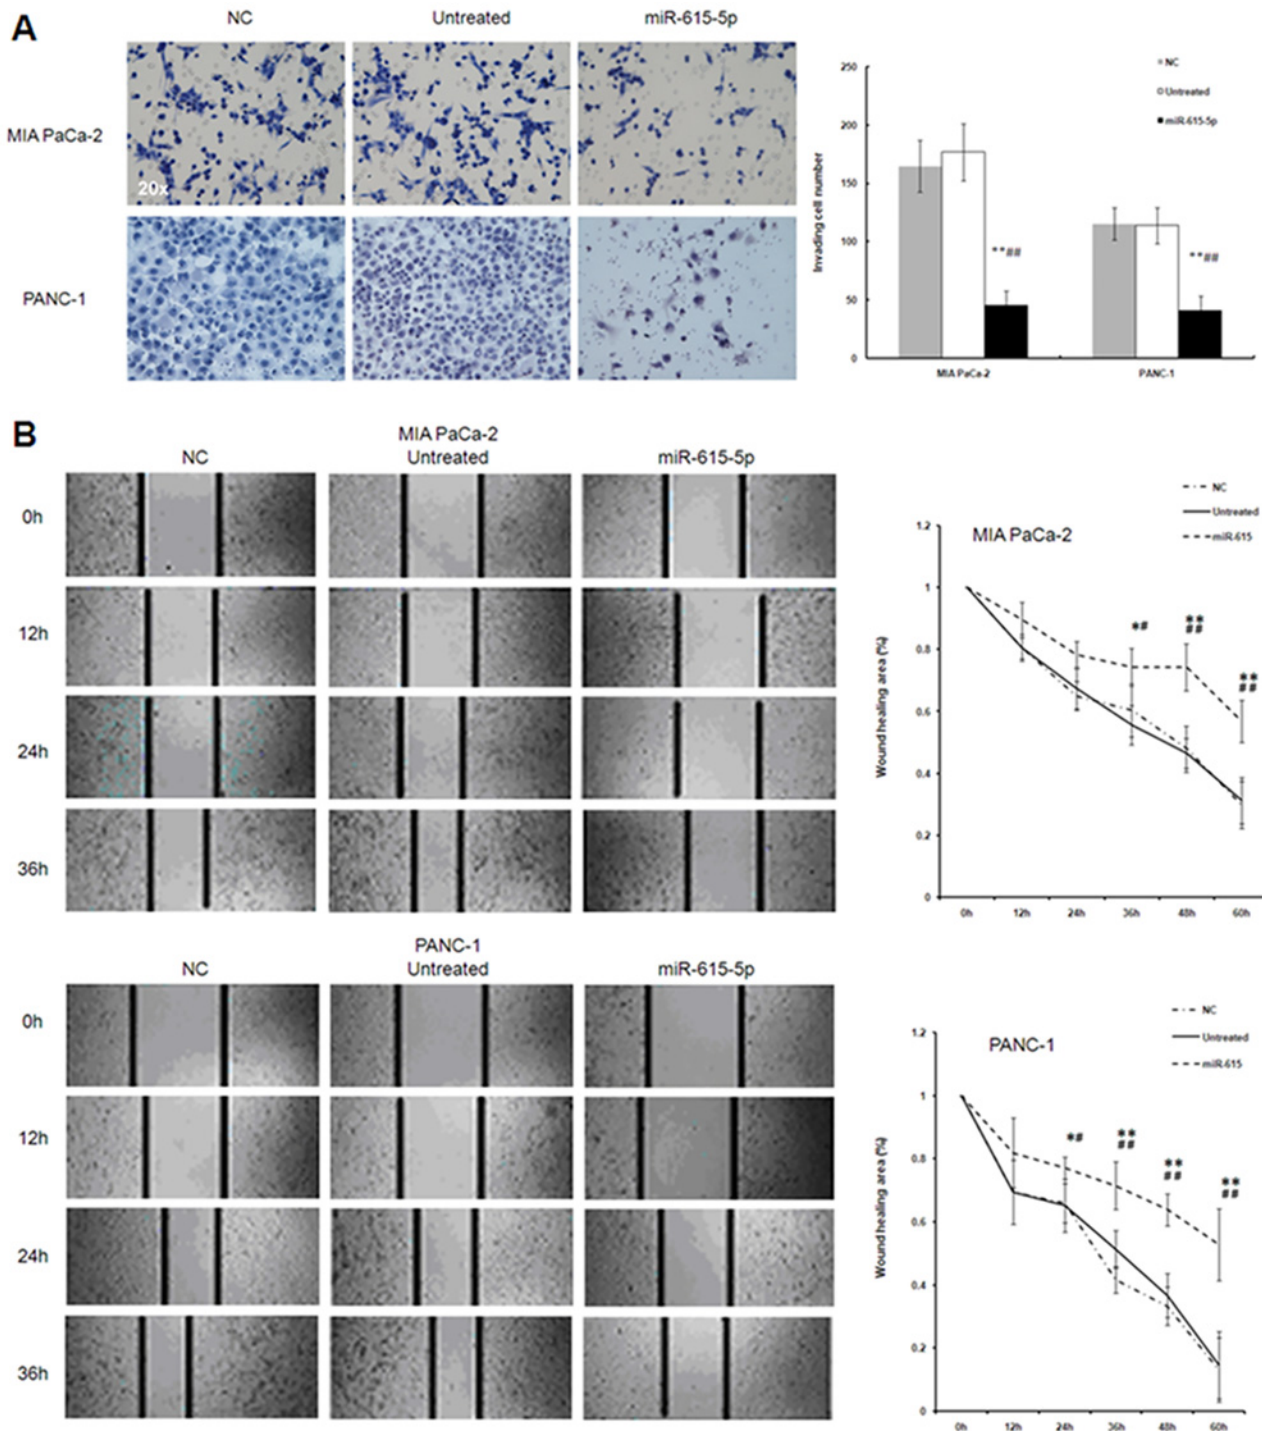 A
NC Untreated miR-615-5p
MIA PaCa-2
20x
PANC-1
NC
Untreated
miR-615-5p
250
200
150
100
50
0
Invading cell number
**##
**##
MIA PaCa-2 PANC-1
B
MIA PaCa-2
NC Untreated miR-615-5p
0h
12h
24h
36h
NC
Untreated
miR-615
MIA PaCa-2
1.2
1
0.8
0.6
0.4
0.2
0
Wound healing area (%)
*#
**
##
**
##
0h 12h 24h 36h 48h 60h
PANC-1
NC Untreated miR-615-5p
0h
12h
24h
36h
NC
Untreated
miR-615
PANC-1
1.2
1
0.8
0.6
0.4
0.2
0
Wound healing area (%)
*#
**
##
**
##
**
##
0h 12h 24h 36h 48h 60h